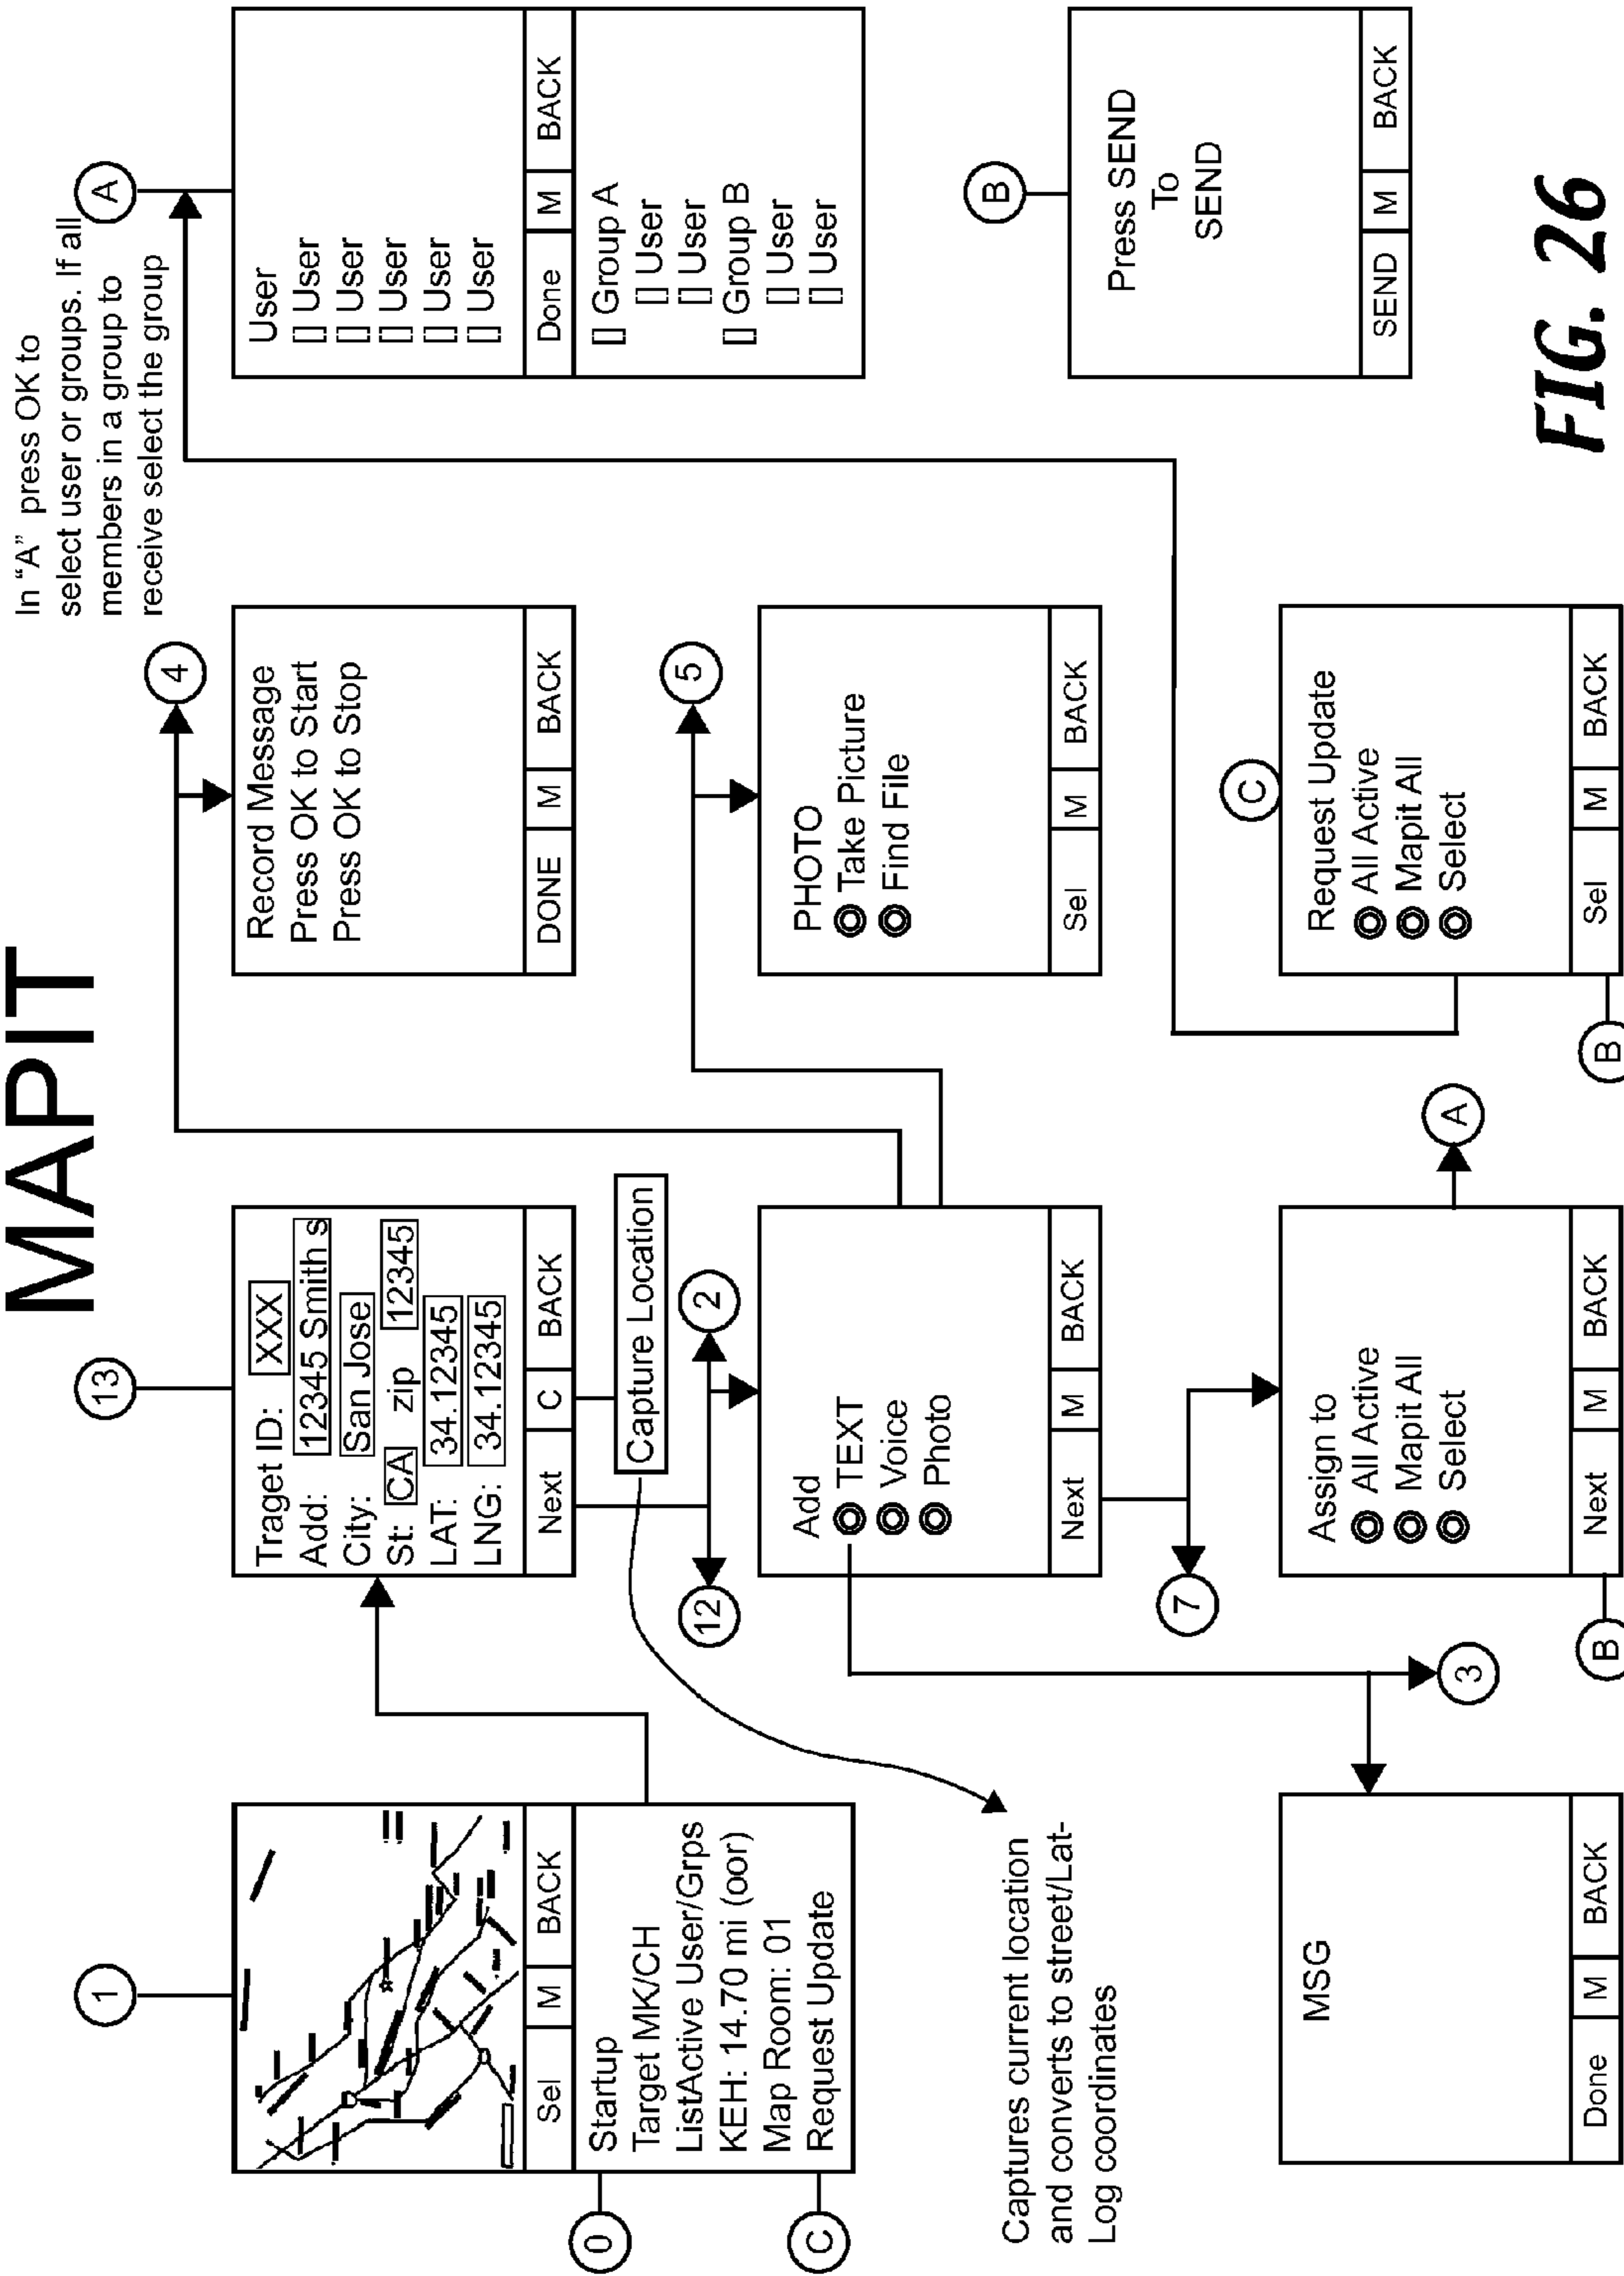 MAPIT
1
Sel M BACK
Startup
Target MK/CH
ListActive User/Grps
KEH: 14.70 mi (oor)
Map Room: 01
Request Update
0
C
Captures current location
and converts to street/Lat-
Log coordinates
MSG
Done M BACK
13
Traget ID: XXX
Add: 12345 Smith s
City: San Jose
St: CA zip 12345
LAT: 34.12345
LNG: 34.12345
Next C BACK
Capture Location
12
2
Add
TEXT
Voice
Photo
Next M BACK
7
3
Assign to
All Active
Mapit All
Select
Next M BACK
B
A
4
Record Message
Press OK to Start
Press OK to Stop
DONE M BACK
5
PHOTO
Take Picture
Find File
Sel M BACK
C
Request Update
All Active
Mapit All
Select
Sel M BACK
B
In “A” press OK to
select user or groups. If all
members in a group to
receive select the group
A
User
[] User
[] User
[] User
[] User
[] User
Done M BACK
[] Group A
[] User
[] User
[] Group B
[] User
[] User
B
Press SEND
To
SEND
SEND M BACK
FIG. 26